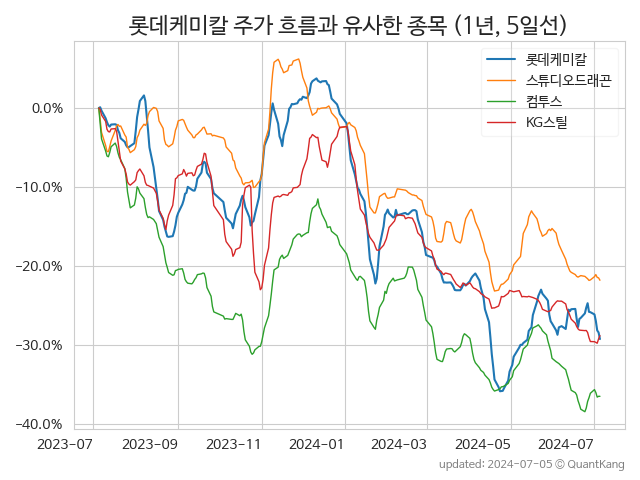 롯데케미칼 주가 흐름과 유사한 종목 (1년, 5일선)
롯데케미칼
스튜디오드래곤
컴투스
KG스틸
0.0%
−10.0%
−20.0%
−30.0%
−40.0%
2023-07 2023-09 2023-11 2024-01 2024-03 2024-05 2024-07
updated: 2024-07-05 © QuantKang